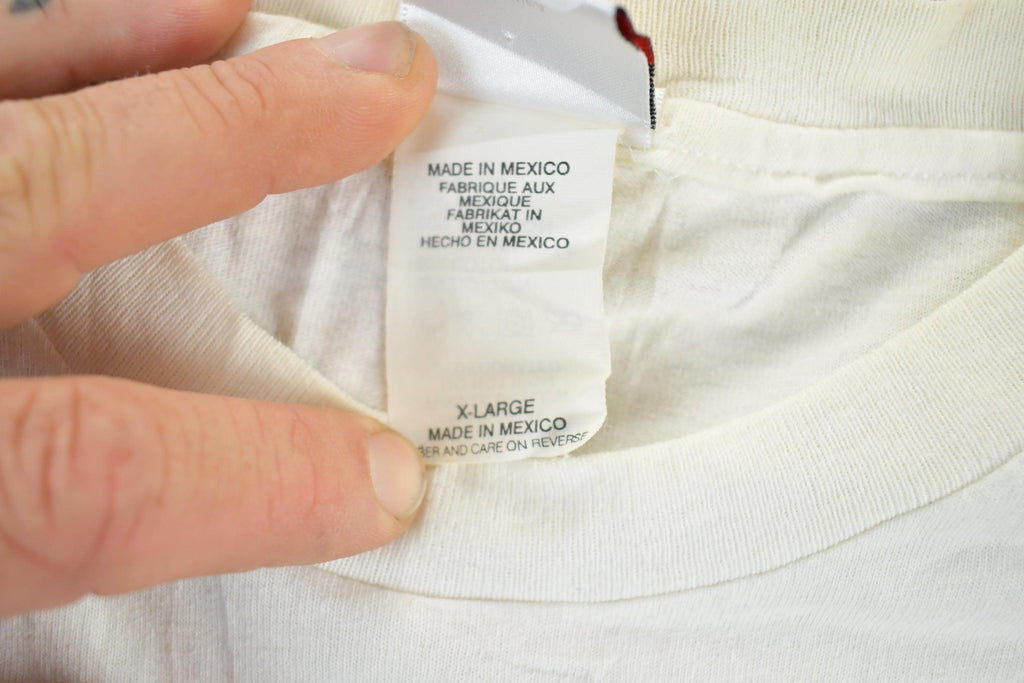 MADE IN MEXICO
FABRIQUE AUX
MEXIQUE
FABRIKAT IN
MEXIKO
HECHO EN MEXICO
X-LARGE
MADE IN MEXICO
AND CARE ON REVERSE